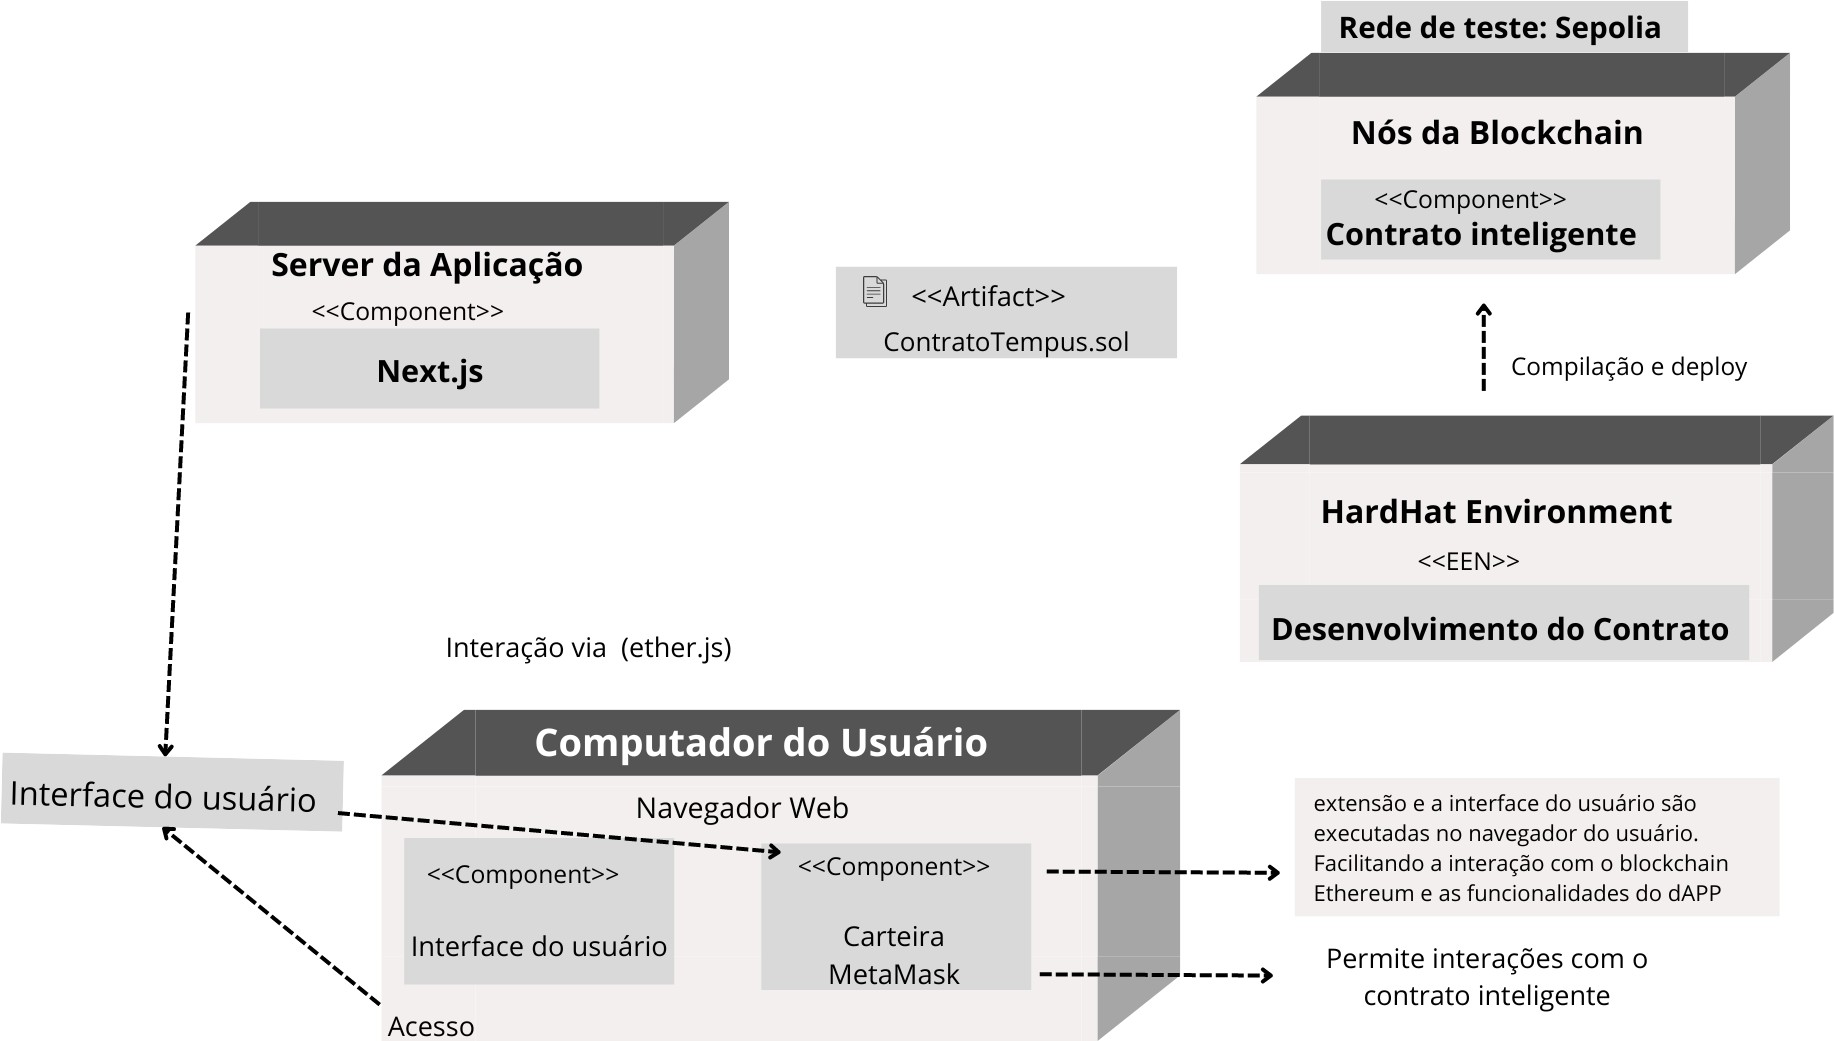 Rede de teste: Sepolia
Nós da Blockchain
<<Component>>
Contrato inteligente
Server da Aplicação
<<Component>>
Next.js
<<Artifact>>
ContratoTempus.sol
Compilação e deploy
HardHat Environment
<<EEN>>
Desenvolvimento do Contrato
Interação via  (ether.js)
Computador do Usuário
Navegador Web
Interface do usuário
<<Component>>
Interface do usuário
<<Component>>
Carteira
MetaMask
Acesso
extensão e a interface do usuário são
executadas no navegador do usuário.
Facilitando a interação com o blockchain
Ethereum e as funcionalidades do dAPP
Permite interações com o
contrato inteligente